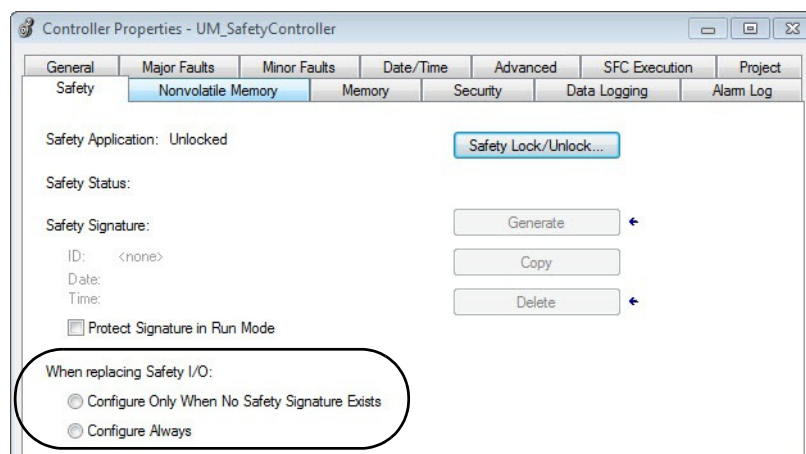 Controller Properties - UM_SafetyController
General Major Faults Minor Faults Date/Time Advanced SFC Execution Project
Safety Nonvolatile Memory Memory Security Data Logging Alarm Log
Safety Application: Unlocked Safety Lock/Unlock...
Safety Status:
Safety Signature: Generate
ID: <none> Copy
Date:
Time: Delete
Protect Signature in Run Mode
When replacing Safety I/O:
Configure Only When No Safety Signature Exists
Configure Always